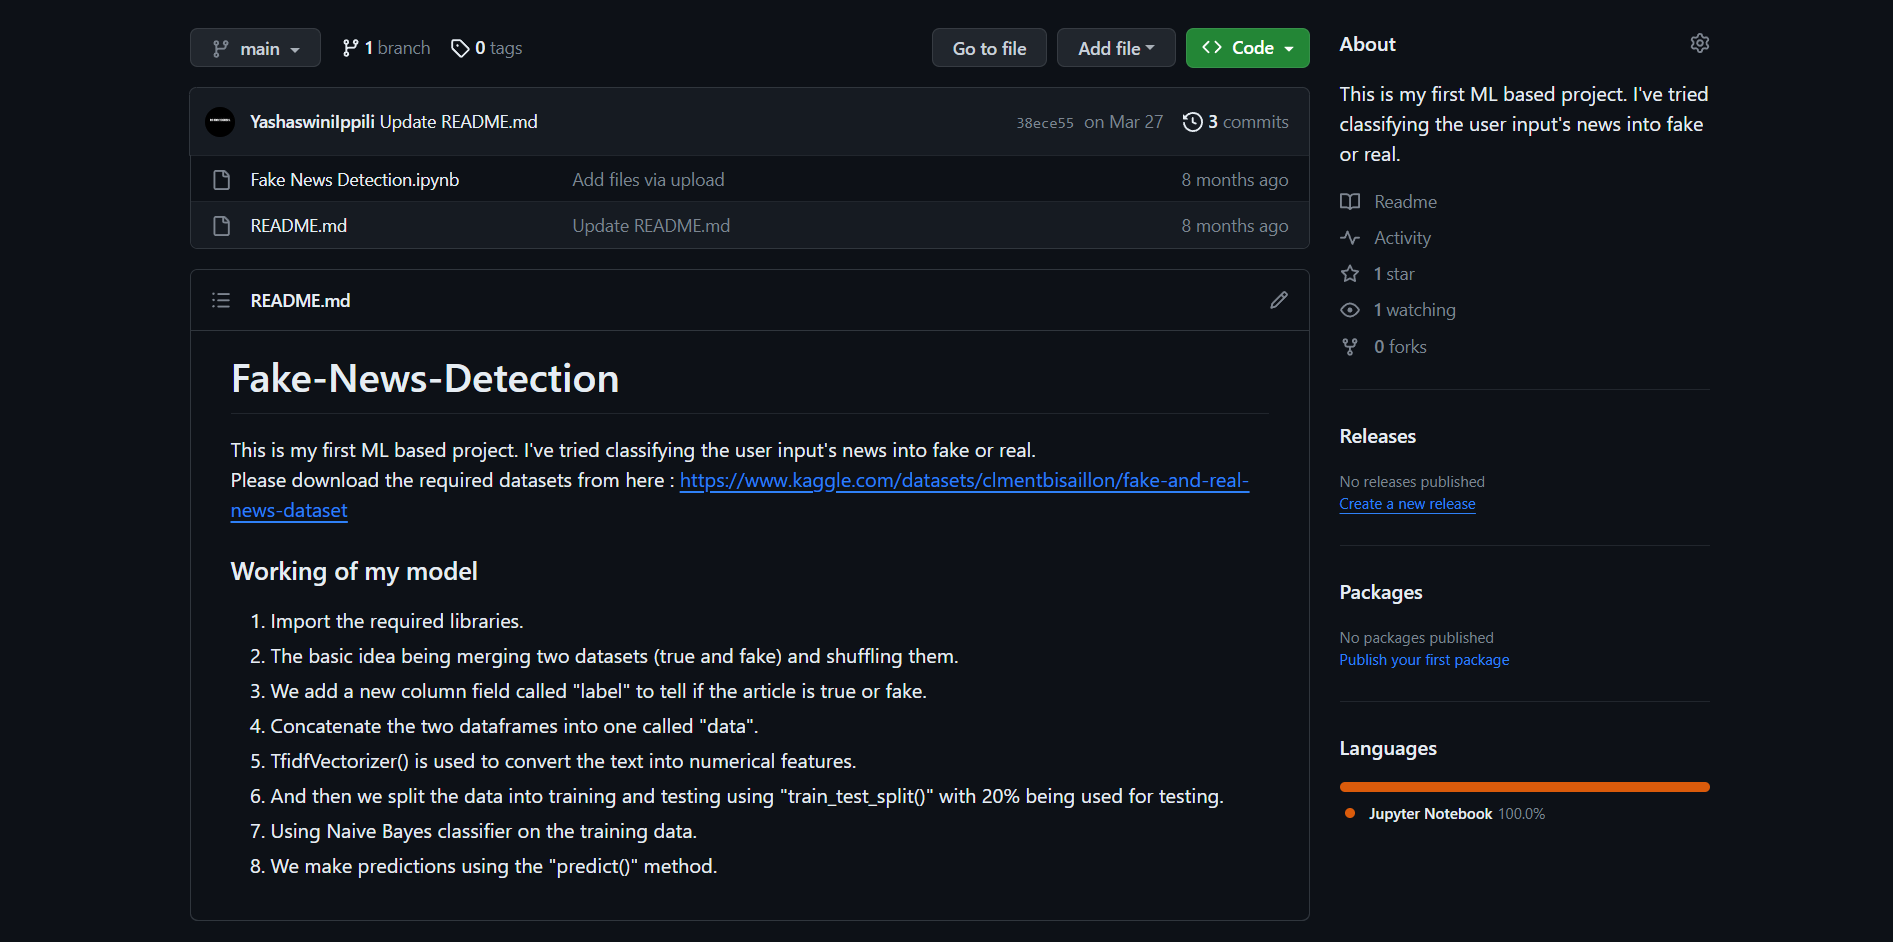 main
1 branch
0 tags
Go to file
Add file
Code
YashaswiniIppili Update README.md
38ece55 on Mar 27
3 commits
Fake News Detection.ipynb
Add files via upload
8 months ago
README.md
Update README.md
8 months ago
README.md
Fake-News-Detection
This is my first ML based project. I've tried classifying the user input's news into fake or real.
Please download the required datasets from here : https://www.kaggle.com/datasets/clmentbisaillon/fake-and-real-
news-dataset
Working of my model
1. Import the required libraries.
2. The basic idea being merging two datasets (true and fake) and shuffling them.
3. We add a new column field called "label" to tell if the article is true or fake.
4. Concatenate the two dataframes into one called "data".
5. TfidfVectorizer() is used to convert the text into numerical features.
6. And then we split the data into training and testing using "train_test_split()" with 20% being used for testing.
7. Using Naive Bayes classifier on the training data.
8. We make predictions using the "predict()" method.
About
This is my first ML based project. I've tried
classifying the user input's news into fake
or real.
Readme
Activity
1 star
1 watching
0 forks
Releases
No releases published
Create a new release
Packages
No packages published
Publish your first package
Languages
Jupyter Notebook 100.0%